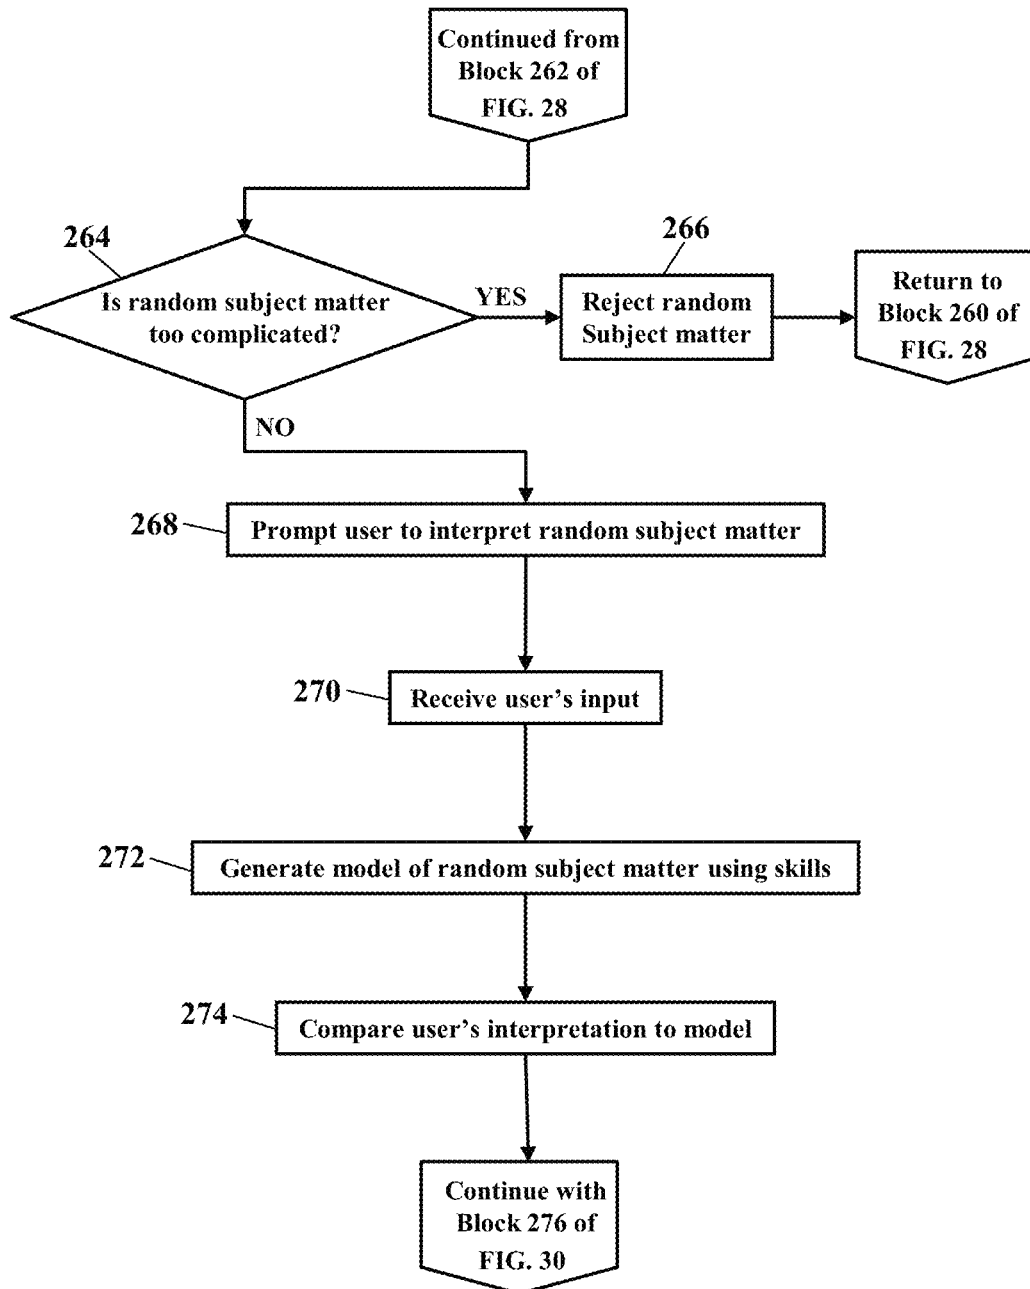 Continued from
Block 262 of
FIG. 28
264
Is random subject matter
too complicated?
YES
266
Reject random
Subject matter
Return to
Block 260 of
FIG. 28
NO
268
Prompt user to interpret random subject matter
270
Receive user’s input
272
Generate model of random subject matter using skills
274
Compare user’s interpretation to model
Continue with
Block 276 of
FIG. 30